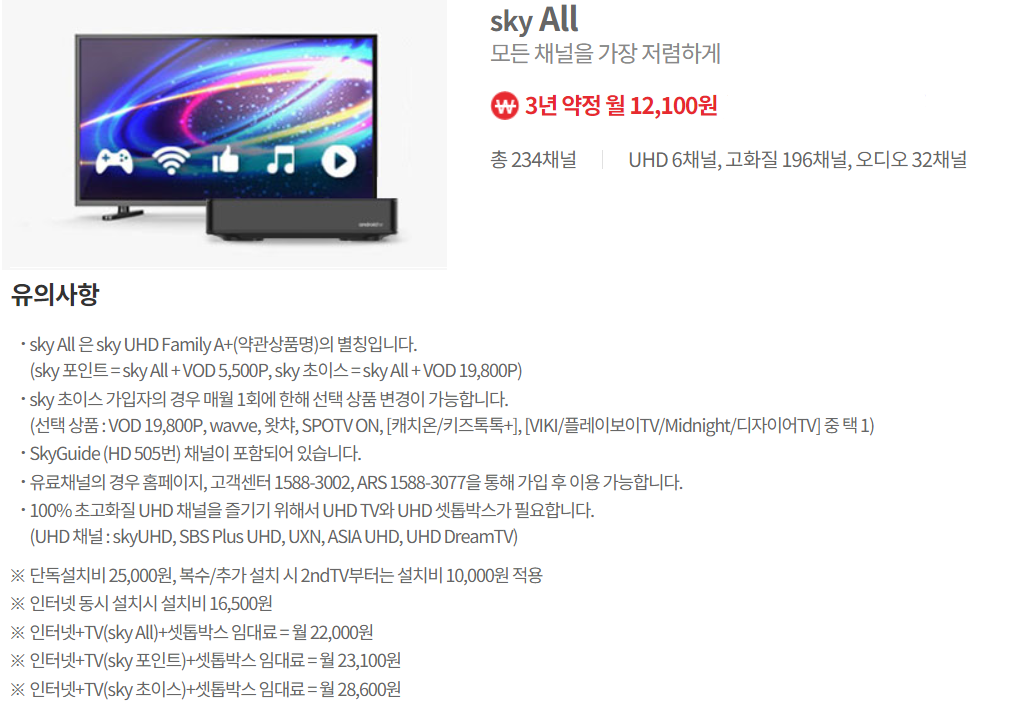 sky All
모든 채널을 가장 저렴하게
₩ 3년 약정 월 12,100원
총 234채널 | UHD 6채널, 고화질 196채널, 오디오 32채널
androidtv
유의사항
· sky All 은 sky UHD Family A+(약관상품명)의 별칭입니다.
(sky 포인트 = sky All + VOD 5,500P, sky 초이스 = sky All + VOD 19,800P)
· sky 초이스 가입자의 경우 매월 1회에 한해 선택 상품 변경이 가능합니다.
(선택 상품 : VOD 19,800P, wavve, 왓챠, SPOTV ON, [캐치온/키즈톡톡+], [VIKI/플레이보이TV/Midnight/디자이어TV] 중 택 1)
· SkyGuide (HD 505번) 채널이 포함되어 있습니다.
· 유료채널의 경우 홈페이지, 고객센터 1588-3002, ARS 1588-3077을 통해 가입 후 이용 가능합니다.
· 100% 초고화질 UHD 채널을 즐기기 위해서 UHD TV와 UHD 셋톱박스가 필요합니다.
(UHD 채널 : skyUHD, SBS Plus UHD, UXN, ASIA UHD, UHD DreamTV)
※ 단독설치비 25,000원, 복수/추가 설치 시 2ndTV부터는 설치비 10,000원 적용
※ 인터넷 동시 설치시 설치비 16,500원
※ 인터넷+TV(sky All)+셋톱박스 임대료 = 월 22,000원
※ 인터넷+TV(sky 포인트)+셋톱박스 임대료 = 월 23,100원
※ 인터넷+TV(sky 초이스)+셋톱박스 임대료 = 월 28,600원